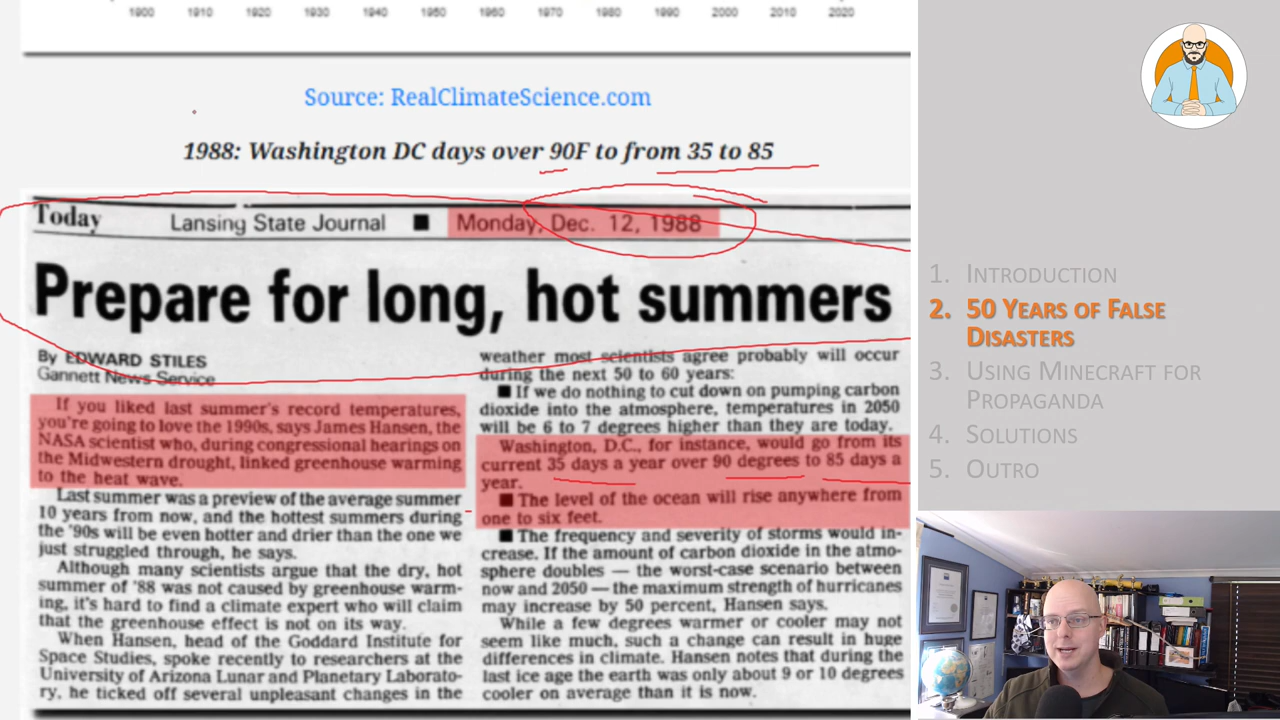 1900 1910 1920 1930 1940 1950 1960 1970 1980 1990 2000 2010 2020
Source: RealClimateScience.com
1988: Washington DC days over 90F to from 35 to 85
Today Lansing State Journal ■ Monday, Dec. 12, 1988
Prepare for long, hot summers
By EDWARD STILES
Gannett News Service
If you liked last summer's record temperatures,
you're going to love the 1990s, says James Hansen, the
NASA scientist who, during congressional hearings on
the Midwestern drought, linked greenhouse warming
to the heat wave.
Last summer was a preview of the average summer
10 years from now, and the hottest summers during
the '90s will be even hotter and drier than the one we
just struggled through, he says.
Although many scientists argue that the dry, hot
summer of '88 was not caused by greenhouse warm-
ing, it's hard to find a climate expert who will claim
that the greenhouse effect is not on its way.
When Hansen, head of the Goddard Institute for
Space Studies, spoke recently to researchers at the
University of Arizona Lunar and Planetary Laborato-
ry, he ticked off several unpleasant changes in the
weather most scientists agree probably will occur
during the next 50 to 60 years:
■ If we do nothing to cut down on pumping carbon
dioxide into the atmosphere, temperatures in 2050
will be 6 to 7 degrees higher than they are today.
Washington, D.C., for instance, would go from its
current 35 days a year over 90 degrees to 85 days a
year.
■ The level of the ocean will rise anywhere from
one to six feet.
■ The frequency and severity of storms would in-
crease. If the amount of carbon dioxide in the atmo-
sphere doubles — the worst-case scenario between
now and 2050 — the maximum strength of hurricanes
may increase by 50 percent, Hansen says.
While a few degrees warmer or cooler may not
seem like much, such a change can result in huge
differences in climate. Hansen notes that during the
last ice age the earth was only about 9 or 10 degrees
cooler on average than it is now.
1. Introduction
2. 50 Years of False
Disasters
3. Using Minecraft for
Propaganda
4. Solutions
5. Outro